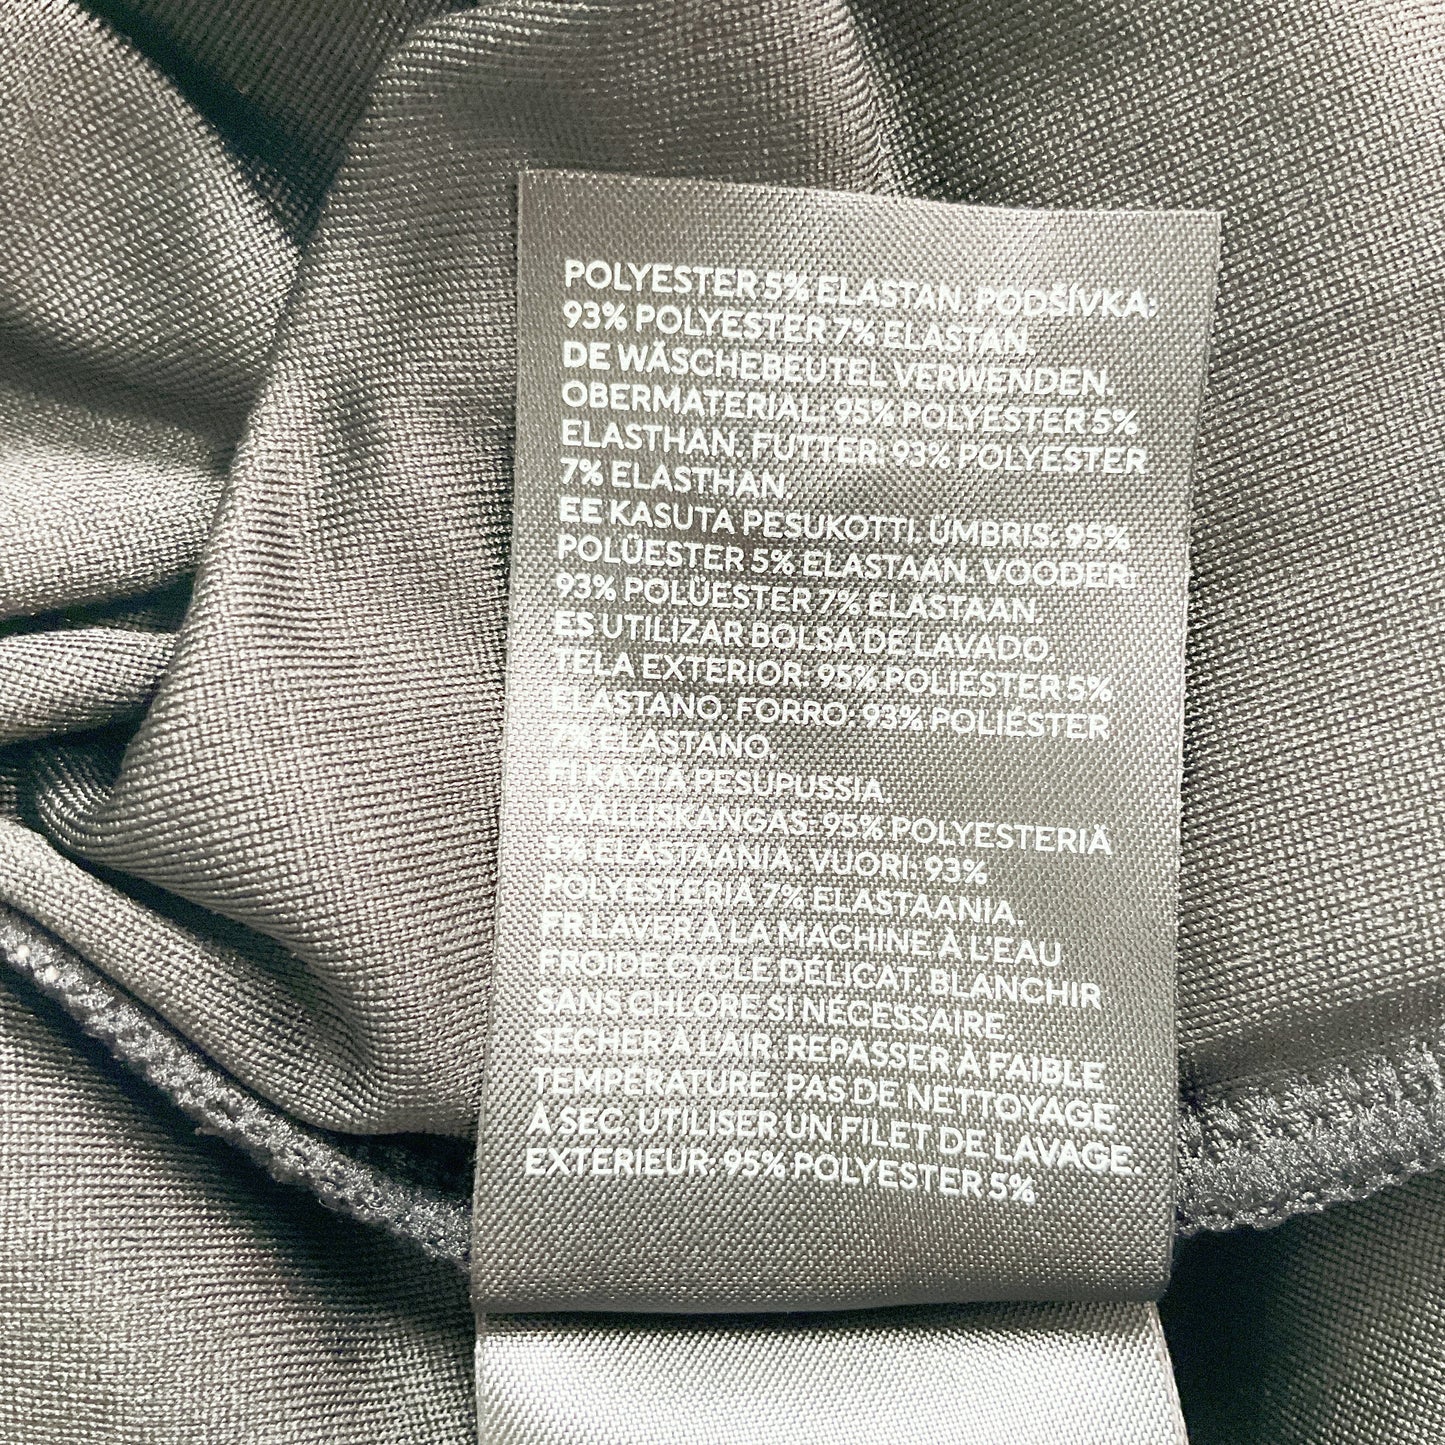 POLYESTER 5% ELASTAN. PODŠÍVKA:
93% POLYESTER 7% ELASTAN.
DE WÄSCHEBEUTEL VERWENDEN.
OBERMATERIAL: 95% POLYESTER 5%
ELASTHAN. FUTTER: 93% POLYESTER
7% ELASTHAN.
EE KASUTA PESUKOTTI. ÜMBRIS: 95%
POLÜESTER 5% ELASTAAN. VOODER:
93% POLÜESTER 7% ELASTAAN
ES UTILIZAR BOLSA DE LAVADO.
TELA EXTERIOR: 95% POLIÉSTER 5%
ELASTANO. FORRO: 93% POLIÉSTER
7% ELASTANO.
FI KÄYTÄ PESUPUSSIA.
PÄÄLLISKANGAS: 95% POLYESTERIÄ
5% ELASTAANIA. VUORI: 93%
POLYESTERIÄ 7% ELASTAANIA.
FR LAVER À LA MACHINE À L'EAU
FROIDE CYCLE DÉLICAT. BLANCHIR
SANS CHLORE SI NÉCESSAIRE.
SÉCHER À L'AIR. REPASSER À FAIBLE
TEMPÉRATURE. PAS DE NETTOYAGE
À SEC. UTILISER UN FILET DE LAVAGE.
EXTÉRIEUR: 95% POLYESTER 5%